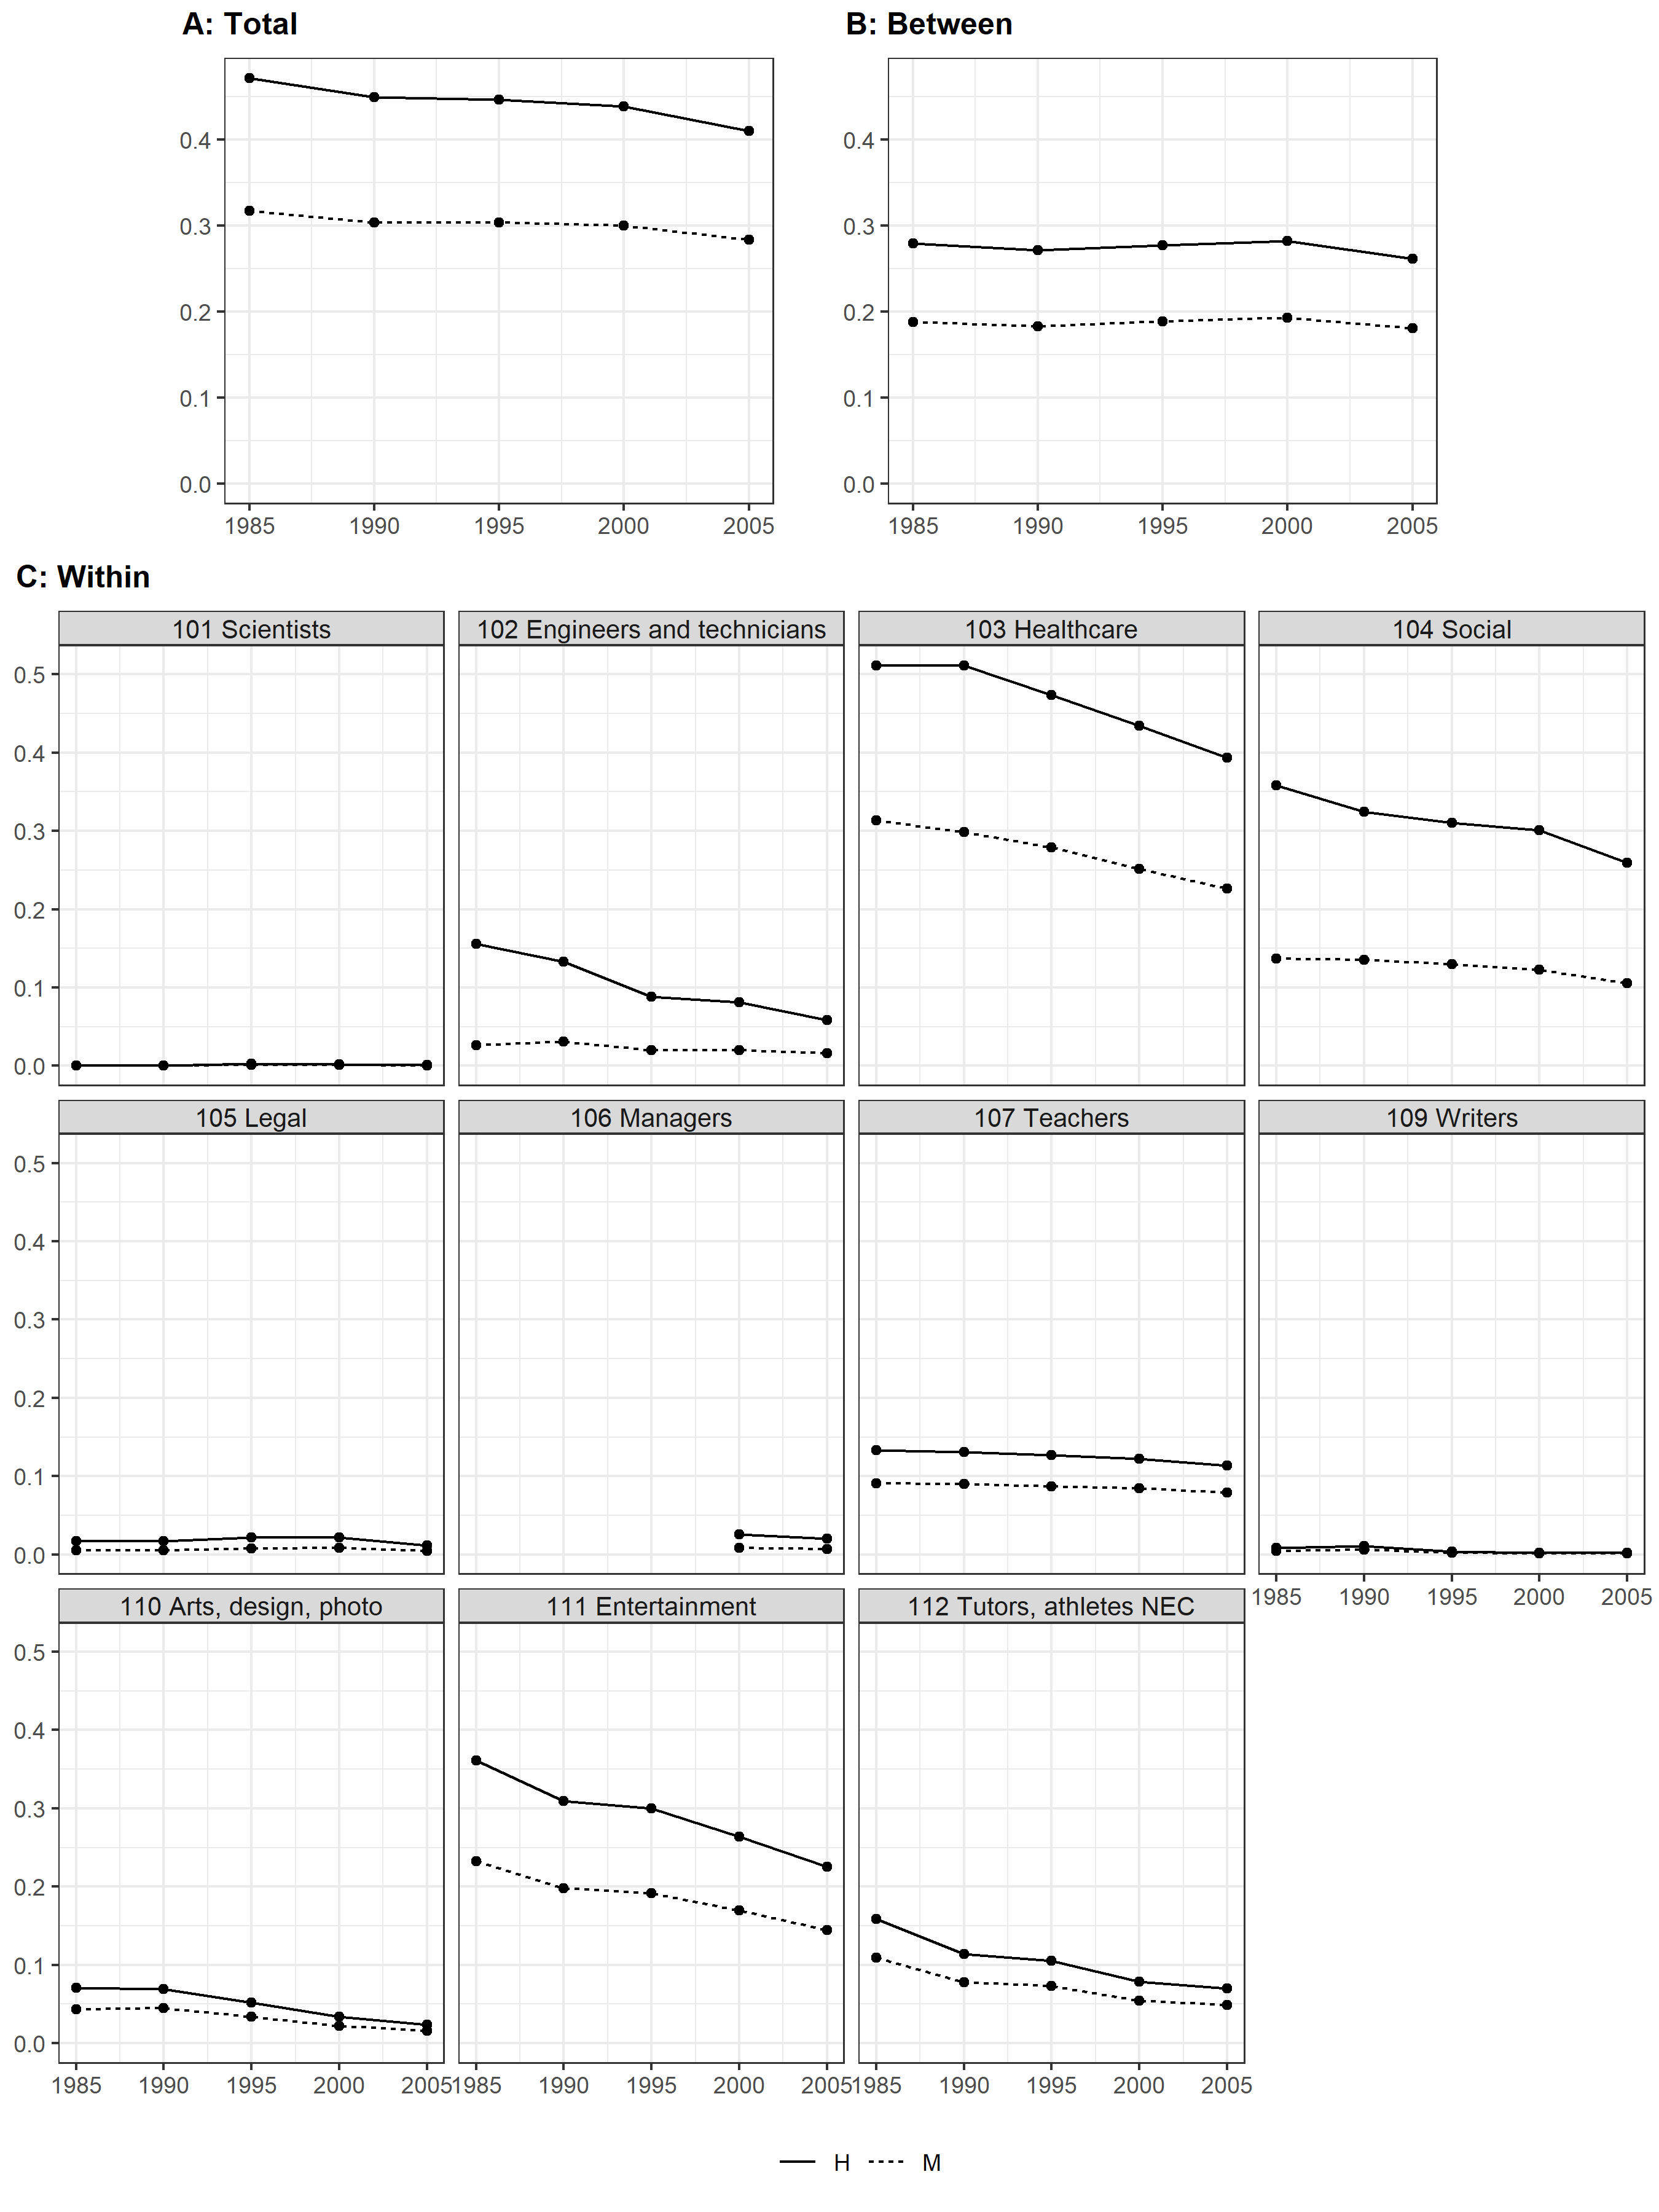 A: Total B: Between
0.4 0.4
0.3 0.3
0.2 0.2
0.1 0.1
0.0 0.0
1985 1990 1995 2000 2005 1985 1990 1995 2000 2005
C: Within
101 Scientists 102 Engineers and technicians 103 Healthcare 104 Social
0.5
0.4
0.3
0.2
0.1
0.0
105 Legal 106 Managers 107 Teachers 109 Writers
0.5
0.4
0.3
0.2
0.1
0.0
1985 1990 1995 2000 2005
110 Arts, design, photo 111 Entertainment 112 Tutors, athletes NEC
0.5
0.4
0.3
0.2
0.1
0.0
1985 1990 1995 2000 2005 1985 1990 1995 2000 2005 1985 1990 1995 2000 2005
H M